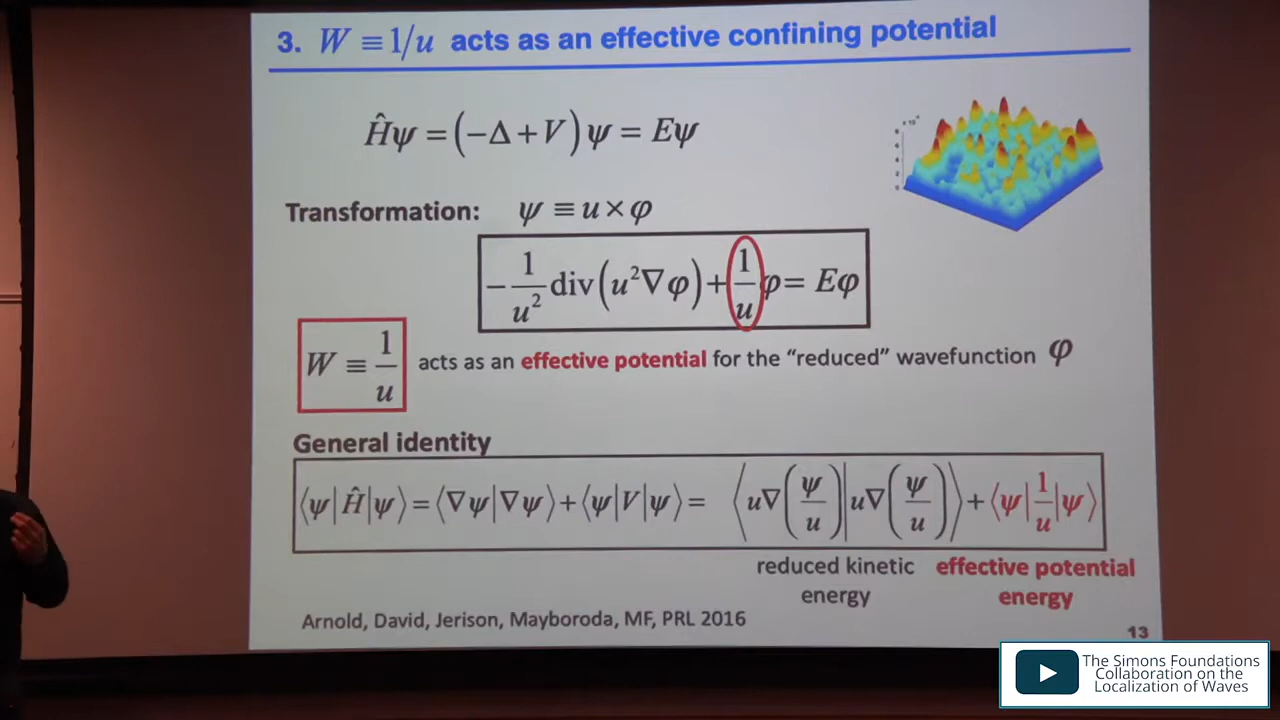 3. W ≡ 1/u acts as an effective confining potential
Ĥψ = (−Δ + V) ψ = Eψ
Transformation: ψ ≡ u × φ
−1/u² div(u²∇φ) + 1/u φ = Eφ
W ≡ 1/u acts as an effective potential for the “reduced” wavefunction φ
General identity
⟨ψ|Ĥ|ψ⟩ = ⟨∇ψ|∇ψ⟩ + ⟨ψ|V|ψ⟩ = ⟨u∇(ψ/u)|u∇(ψ/u)⟩ + ⟨ψ|1/u|ψ⟩
reduced kinetic energy
effective potential energy
Arnold, David, Jerison, Mayboroda, MF, PRL 2016
13
The Simons Foundations
Collaboration on the
Localization of Waves